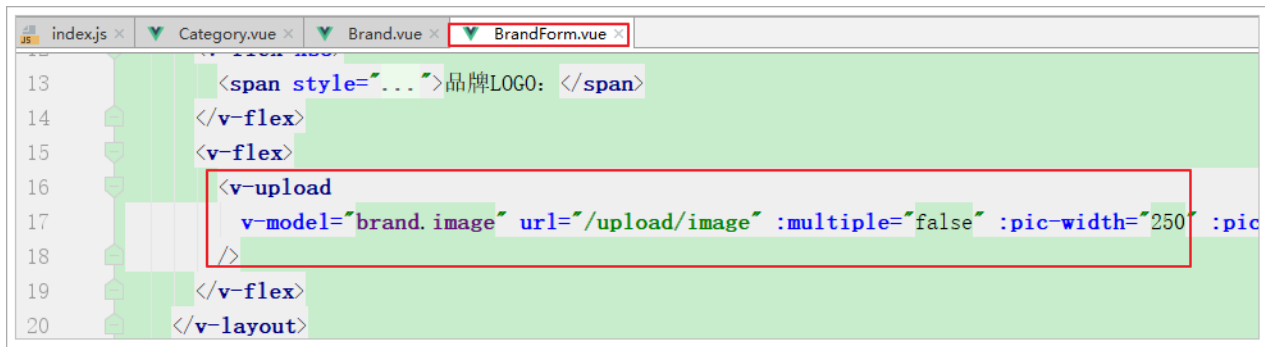 JS index.js × Category.vue × Brand.vue × BrandForm.vue ×
13 <span style="...">品牌LOGO: </span>
14 </v-flex>
15 <v-flex>
16 <v-upload
17 v-model="brand.image" url="/upload/image" :multiple="false" :pic-width="250" :pic
18 />
19 </v-flex>
20 </v-layout>